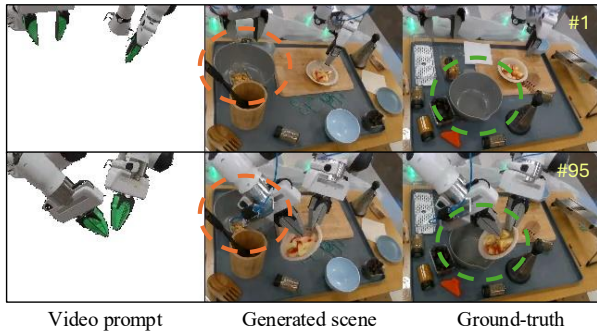 #1
#95
Video prompt
Generated scene
Ground-truth